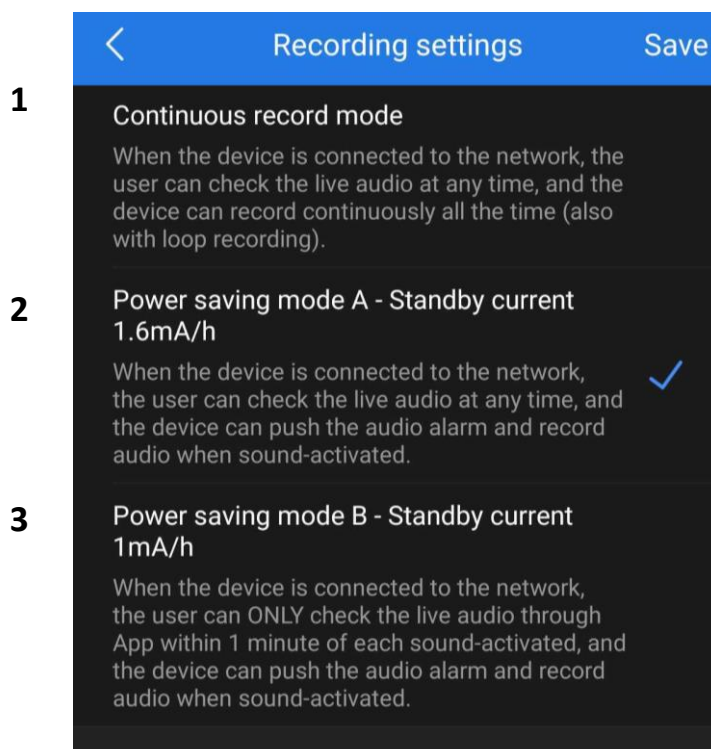 Recording settings Save
1
Continuous record mode
When the device is connected to the network, the
user can check the live audio at any time, and the
device can record continuously all the time (also
with loop recording).
2
Power saving mode A - Standby current
1.6mA/h
When the device is connected to the network,
the user can check the live audio at any time, and
the device can push the audio alarm and record
audio when sound-activated.
3
Power saving mode B - Standby current
1mA/h
When the device is connected to the network,
the user can ONLY check the live audio through
App within 1 minute of each sound-activated, and
the device can push the audio alarm and record
audio when sound-activated.